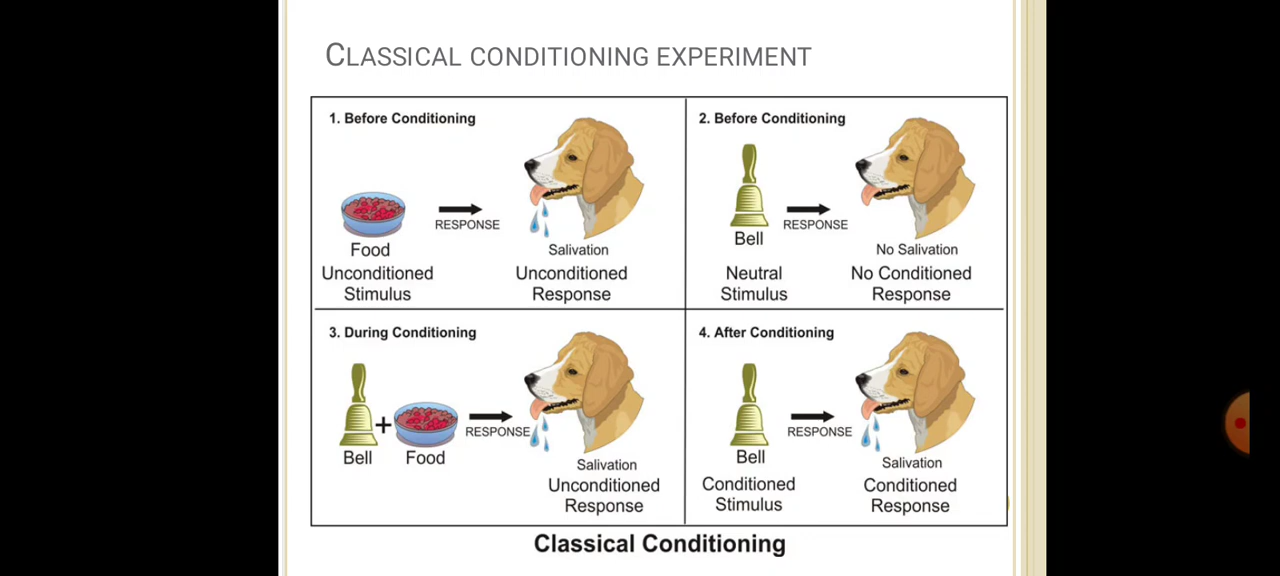 CLASSICAL CONDITIONING EXPERIMENT
1. Before Conditioning
RESPONSE
Food
Salivation
Unconditioned
Stimulus
Unconditioned
Response
2. Before Conditioning
RESPONSE
Bell
No Salivation
Neutral
Stimulus
No Conditioned
Response
3. During Conditioning
+
RESPONSE
Bell
Food
Salivation
Unconditioned
Response
4. After Conditioning
RESPONSE
Bell
Salivation
Conditioned
Stimulus
Conditioned
Response
Classical Conditioning